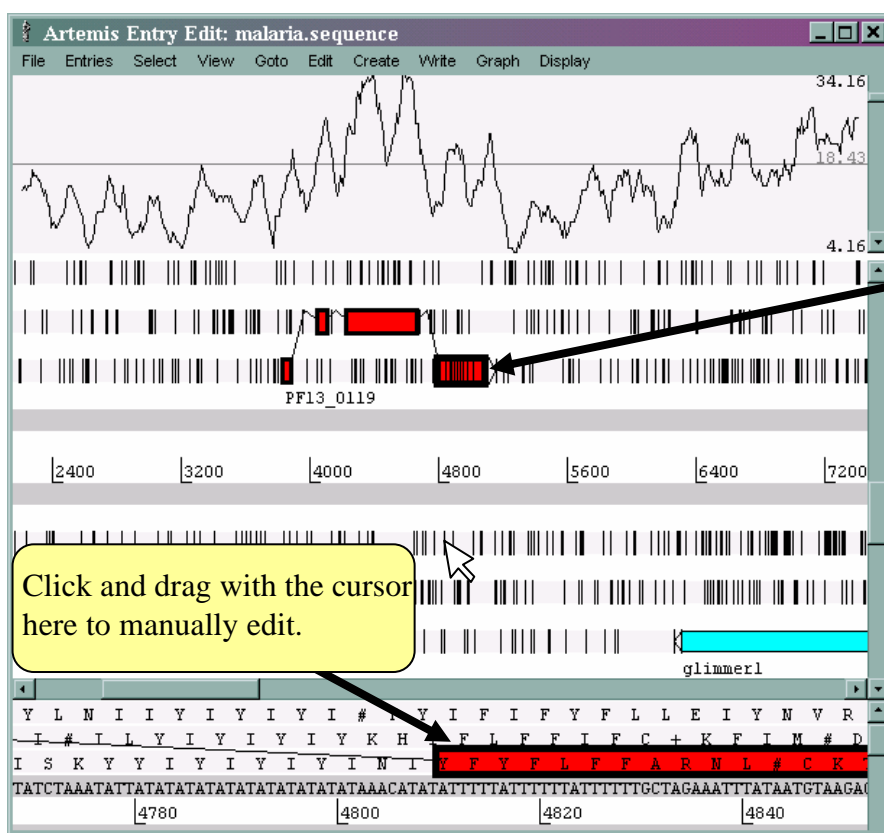 Artemis Entry Edit: malaria.sequence
File Entries Select View Goto Edit Create Write Graph Display
34.16
18.43
4.16
PF13_0119
2400 3200 4000 4800 5600 6400 7200
Click and drag with the cursor
here to manually edit.
glimmer1
Y L N I I Y I Y I Y I # T Y I F I F Y F L L E I Y N V R
I # I L Y I Y I Y I Y K H I F L F F I F C + K F I M # D
I S K Y Y I Y I Y I Y I N I Y F Y F L F F A R N L # C K
TATCTAAATATTATATATATATATATATATATATATAAACATATATTTTTATTTTTTATTTTTTGCTAGAAATTTATAATGTAAGAC
4780 4800 4820 4840